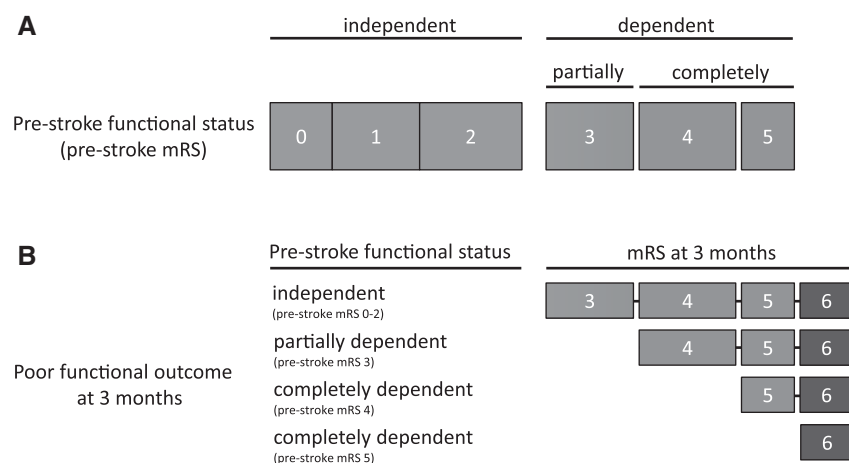 A
independent
dependent
partially
completely
Pre-stroke functional status
(pre-stroke mRS)
0 1 2 3 4 5
B
Pre-stroke functional status
mRS at 3 months
independent
(pre-stroke mRS 0-2)
3 4 5 6
partially dependent
(pre-stroke mRS 3)
4 5 6
Poor functional outcome
at 3 months
completely dependent
(pre-stroke mRS 4)
5 6
completely dependent
(pre-stroke mRS 5)
6